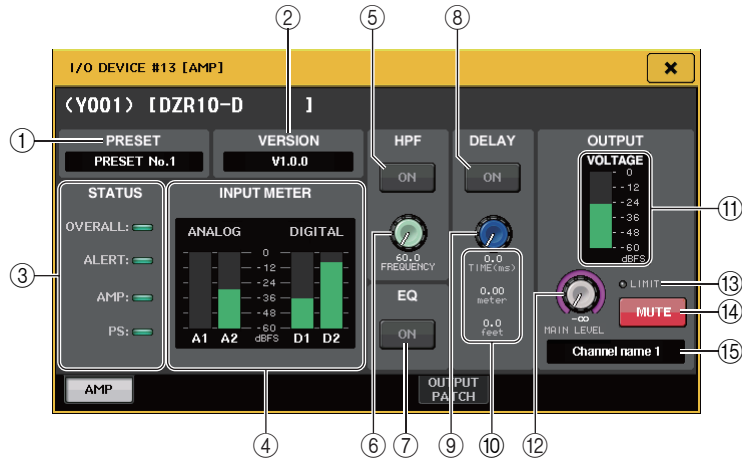 ② ⑤ ⑧
I/O DEVICE #13 [AMP]
(Y001) [DZR10-D ]
① PRESET
PRESET No.1
VERSION
V1.0.0
HPF
ON
DELAY
ON
OUTPUT
VOLTAGE
0
-12
-24
-36
-48
-60
dBFS
⑪
③
STATUS
OVERALL:
ALERT:
AMP:
PS:
INPUT METER
ANALOG DIGITAL
0
-12
-24
-36
-48
-60
A1 A2 dBFS D1 D2
60.0
FREQUENCY
EQ
ON
0.0
TIME(ms)
0.00
meter
0.0
feet
LIMIT ⑬
-∞
MAIN LEVEL
MUTE ⑭
Channel name 1 ⑮
AMP
OUTPUT
PATCH
④ ⑥ ⑦ ⑨ ⑩ ⑫